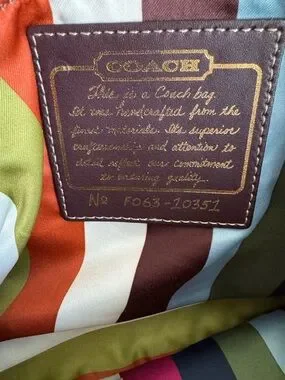 COACH
This is a Coach bag.
It was handcrafted from the
finest materials. Its superior
craftsmanship and attention to
detail reflect our commitment
to enduring quality.
No F063-10351